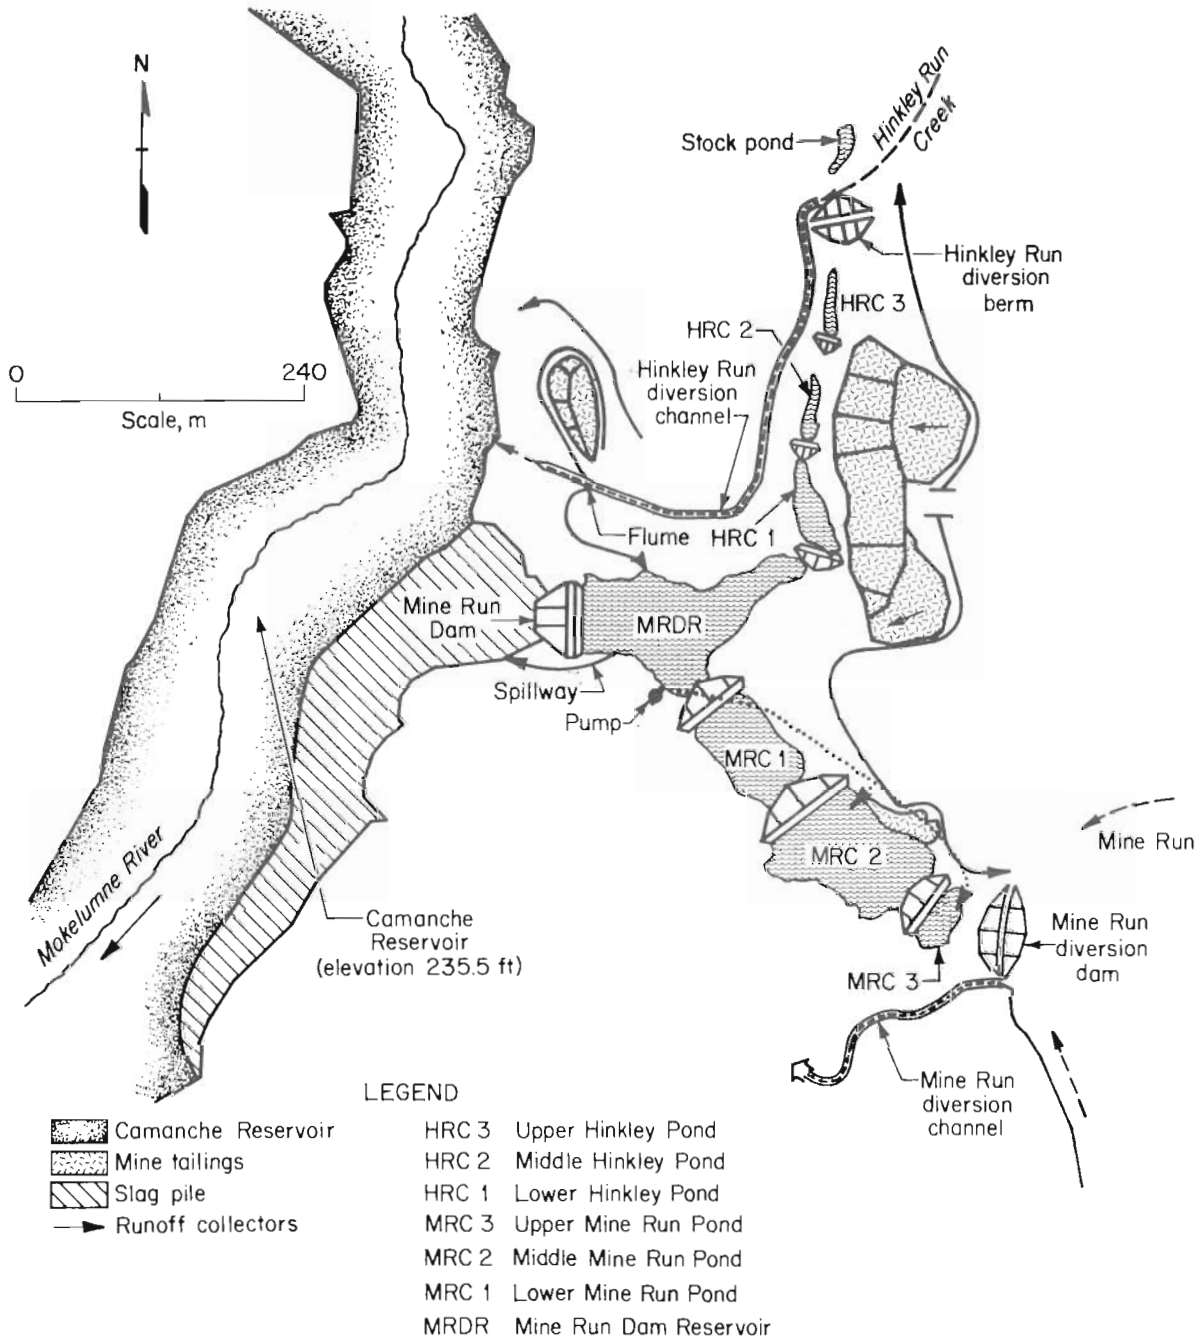 N
Hinkley Run
Creek
Stock pond
Hinkley Run
diversion
berm
HRC 3
HRC 2
0 240
Scale, m
Hinkley Run
diversion
channel
Flume
HRC 1
Mine Run
Dam
MRDR
Spillway
Pump
MRC 1
Mine Run
MRC 2
Mokelumne River
Camanche
Reservoir
(elevation 235.5 ft)
Mine Run
diversion
dam
MRC 3
Mine Run
diversion
channel
LEGEND
Camanche Reservoir
Mine tailings
Slag pile
Runoff collectors
HRC 3 Upper Hinkley Pond
HRC 2 Middle Hinkley Pond
HRC 1 Lower Hinkley Pond
MRC 3 Upper Mine Run Pond
MRC 2 Middle Mine Run Pond
MRC 1 Lower Mine Run Pond
MRDR Mine Run Dam Reservoir